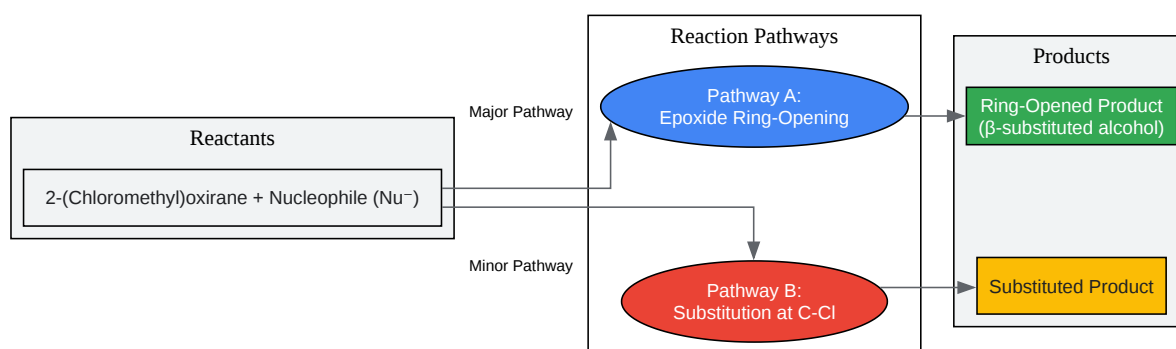 Reactants
2-(Chloromethyl)oxirane + Nucleophile (Nu⁻)
Major Pathway
Minor Pathway
Reaction Pathways
Pathway A:
Epoxide Ring-Opening
Pathway B:
Substitution at C-Cl
Products
Ring-Opened Product
(β-substituted alcohol)
Substituted Product